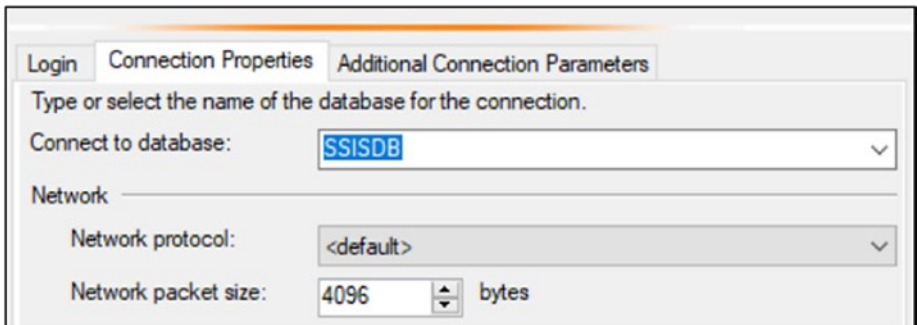 Login Connection Properties Additional Connection Parameters
Type or select the name of the database for the connection.
Connect to database: SSISDB
Network
Network protocol: <default>
Network packet size: 4096 bytes